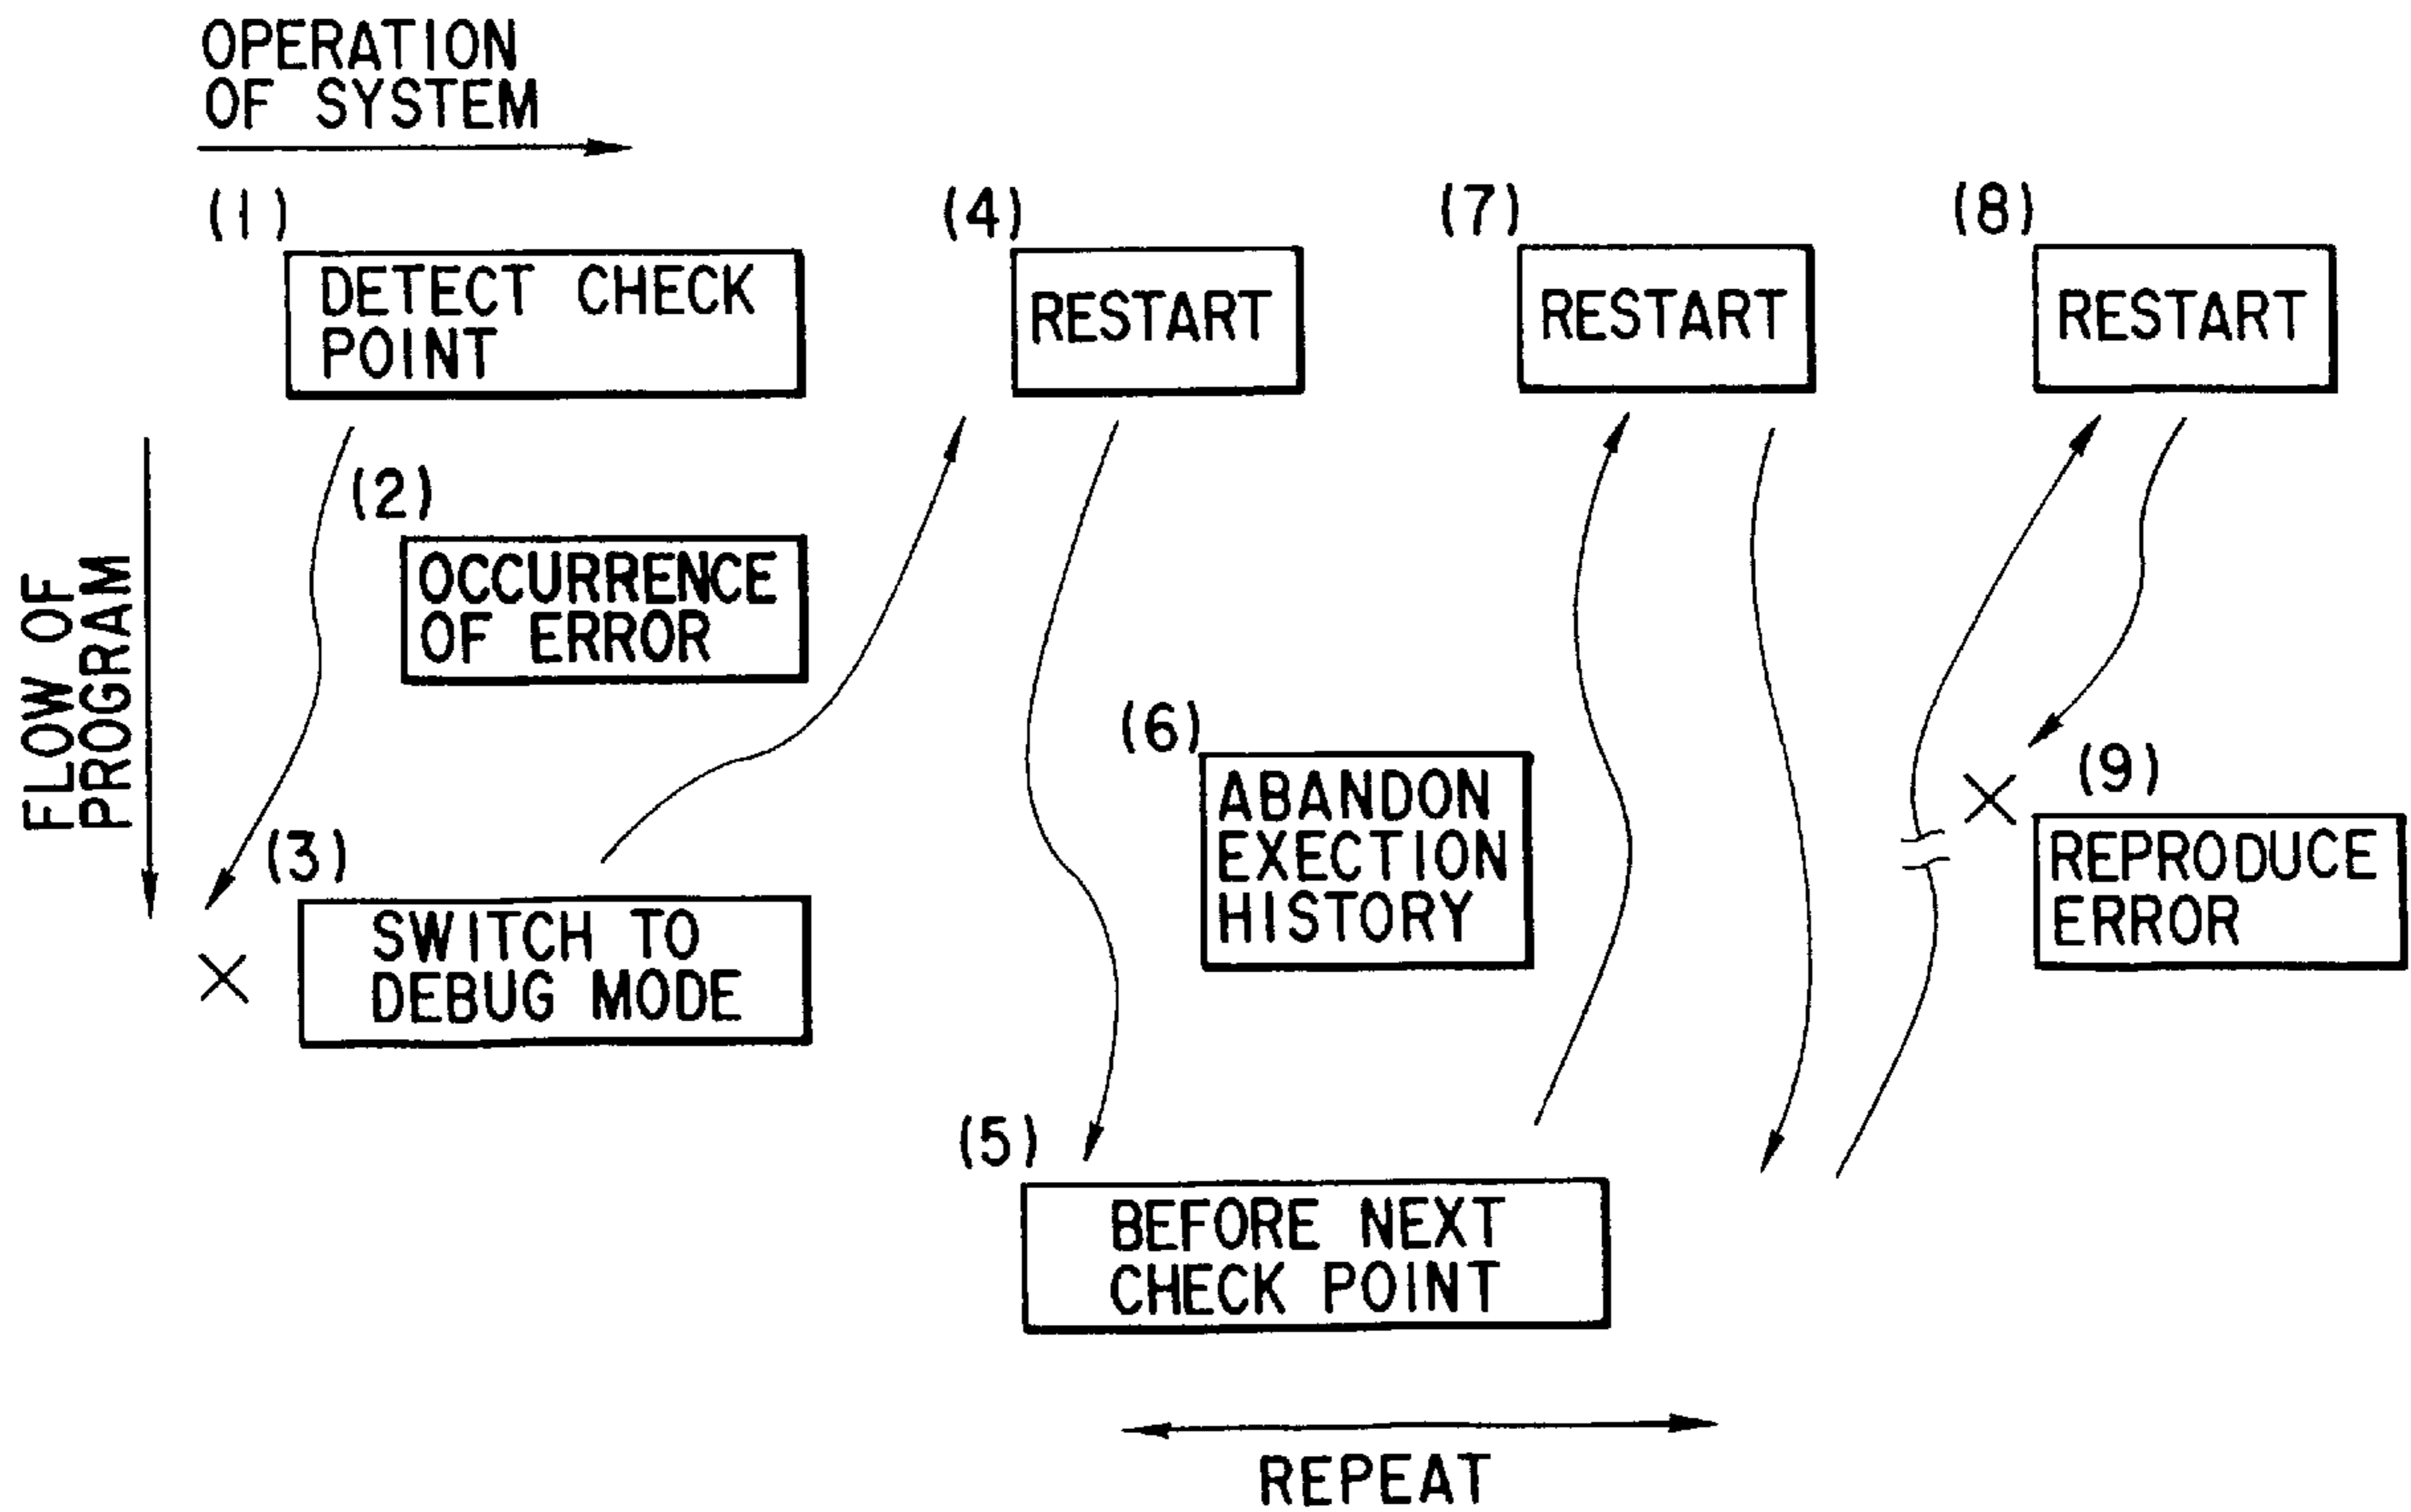 OPERATION
OF SYSTEM
(1)
DETECT CHECK
POINT
(4)
RESTART
(7)
RESTART
(8)
RESTART
FLOW OF
PROGRAM
(2)
OCCURRENCE
OF ERROR
(3)
SWITCH TO
DEBUG MODE
(6)
ABANDON
EXECTION
HISTORY
(9)
REPRODUCE
ERROR
(5)
BEFORE NEXT
CHECK POINT
REPEAT